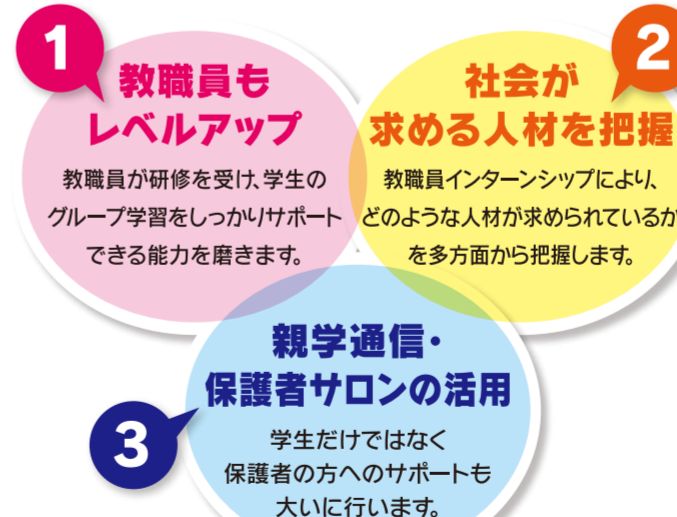 1
教職員も
レベルアップ
教職員が研修を受け、学生の
グループ学習をしっかりサポート
できる能力を磨きます。
2
社会が
求める人材を把握
教職員インターンシップにより、
どのような人材が求められているか
を多方面から把握します。
3
親学通信・
保護者サロンの活用
学生だけではなく
保護者の方へのサポートも
大いに行います。